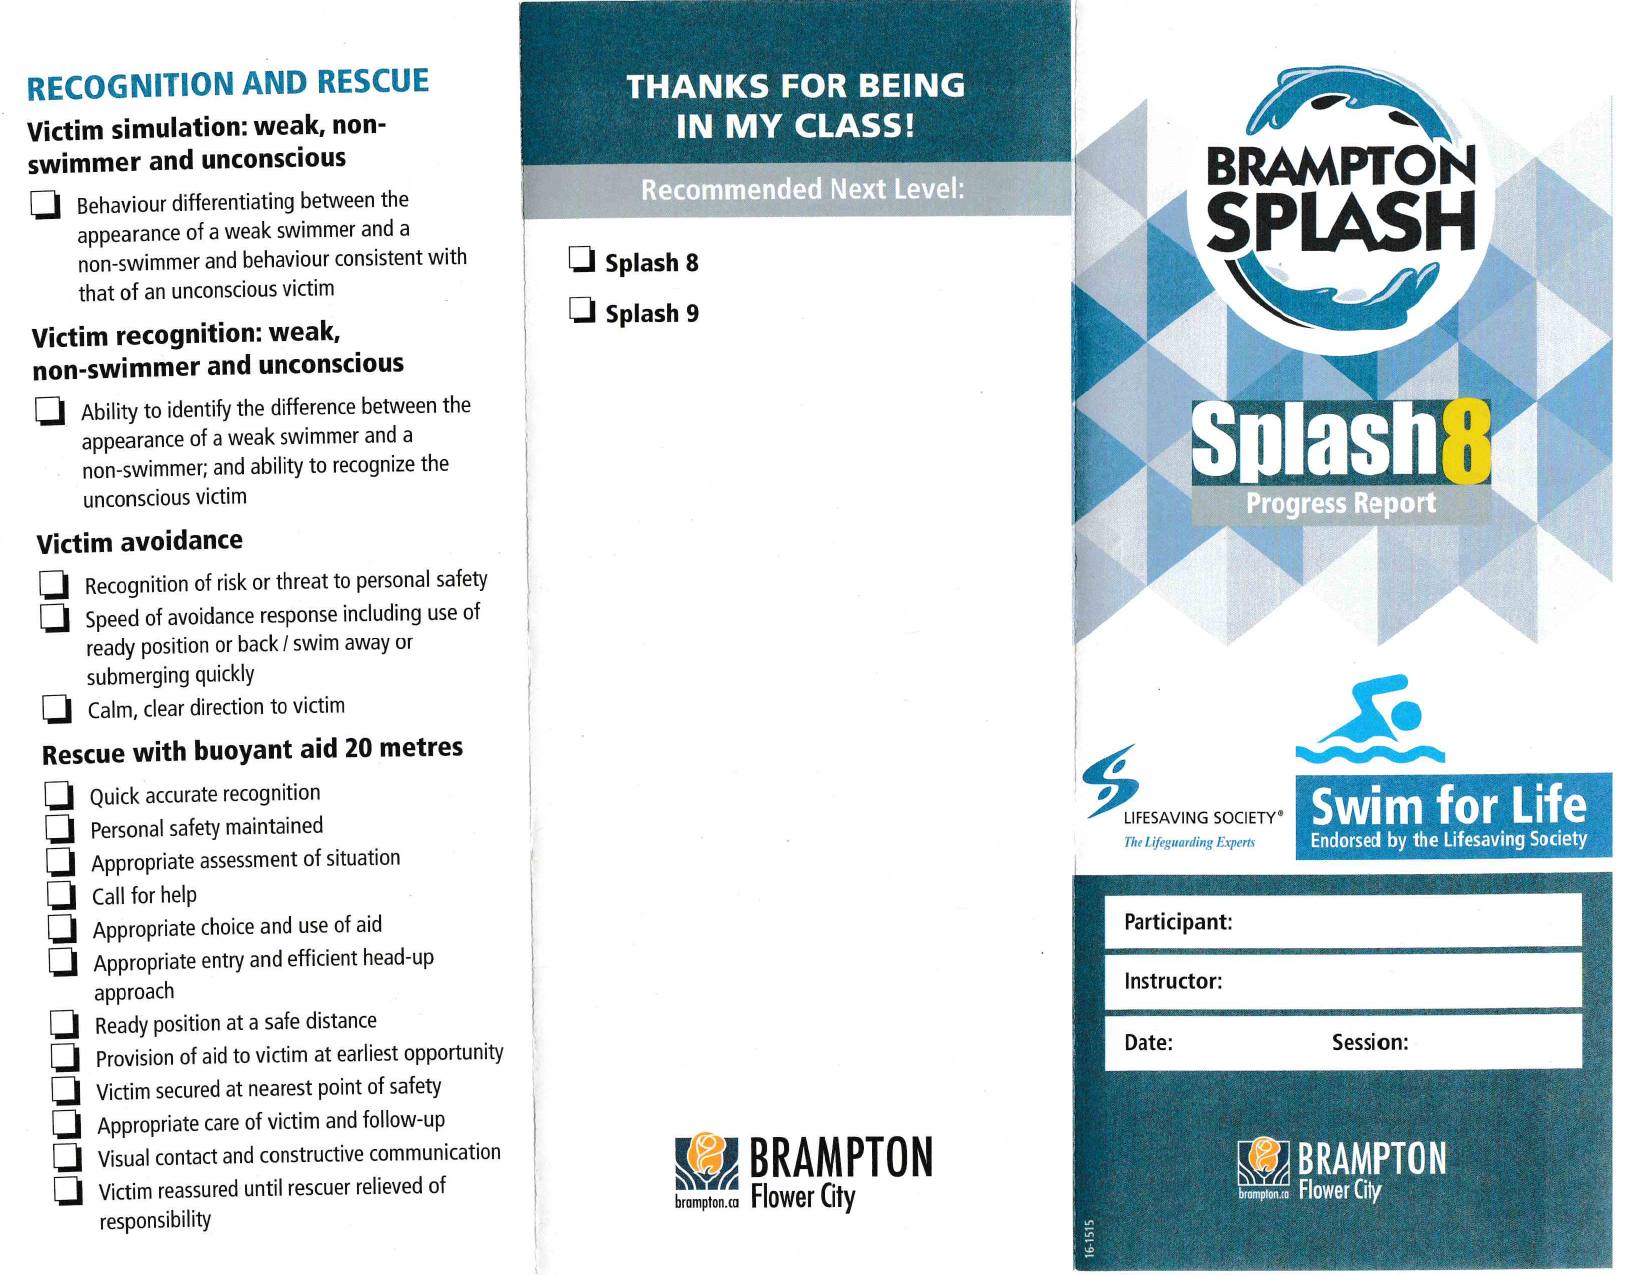 RECOGNITION AND RESCUE
Victim simulation: weak, non-
swimmer and unconscious
Behaviour differentiating between the
appearance of a weak swimmer and a
non-swimmer and behaviour consistent with
that of an unconscious victim
Victim recognition: weak,
non-swimmer and unconscious
Ability to identify the difference between the
appearance of a weak swimmer and a
non-swimmer; and ability to recognize the
unconscious victim
Victim avoidance
Recognition of risk or threat to personal safety
Speed of avoidance response including use of
ready position or back / swim away or
submerging quickly
Calm, clear direction to victim
Rescue with buoyant aid 20 metres
Quick accurate recognition
Personal safety maintained
Appropriate assessment of situation
Call for help
Appropriate choice and use of aid
Appropriate entry and efficient head-up
approach
Ready position at a safe distance
Provision of aid to victim at earliest opportunity
Victim secured at nearest point of safety
Appropriate care of victim and follow-up
Visual contact and constructive communication
Victim reassured until rescuer relieved of
responsibility
THANKS FOR BEING
IN MY CLASS!
Recommended Next Level:
Splash 8
Splash 9
BRAMPTON
Flower City
brampton.ca
BRAMPTON
SPLASH
Splash8
Progress Report
LIFESAVING SOCIETY®
The Lifeguarding Experts
Swim for Life
Endorsed by the Lifesaving Society
Participant:
Instructor:
Date: Session:
BRAMPTON
Flower City
brampton.ca
16-1515